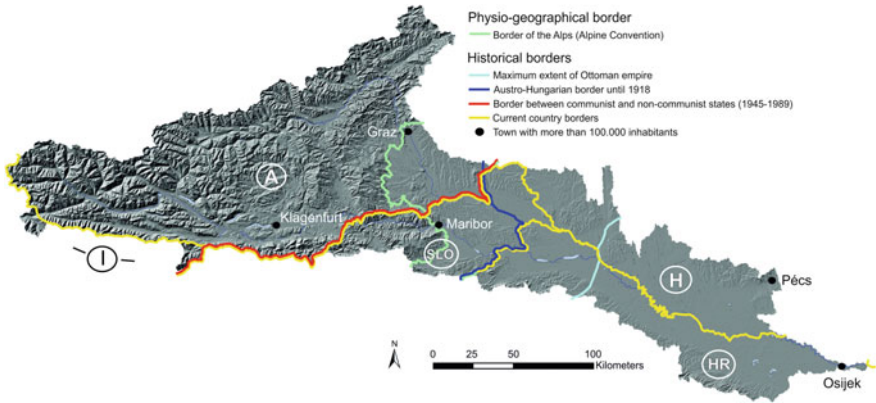 Physio-geographical border
Border of the Alps (Alpine Convention)
Historical borders
Maximum extent of Ottoman empire
Austro-Hungarian border until 1918
Border between communist and non-communist states (1945-1989)
Current country borders
Town with more than 100.000 inhabitants
Graz
A
Klagenfurt
Maribor
I
SLO
H
Pécs
N
0 25 50 100
Kilometers
HR
Osijek